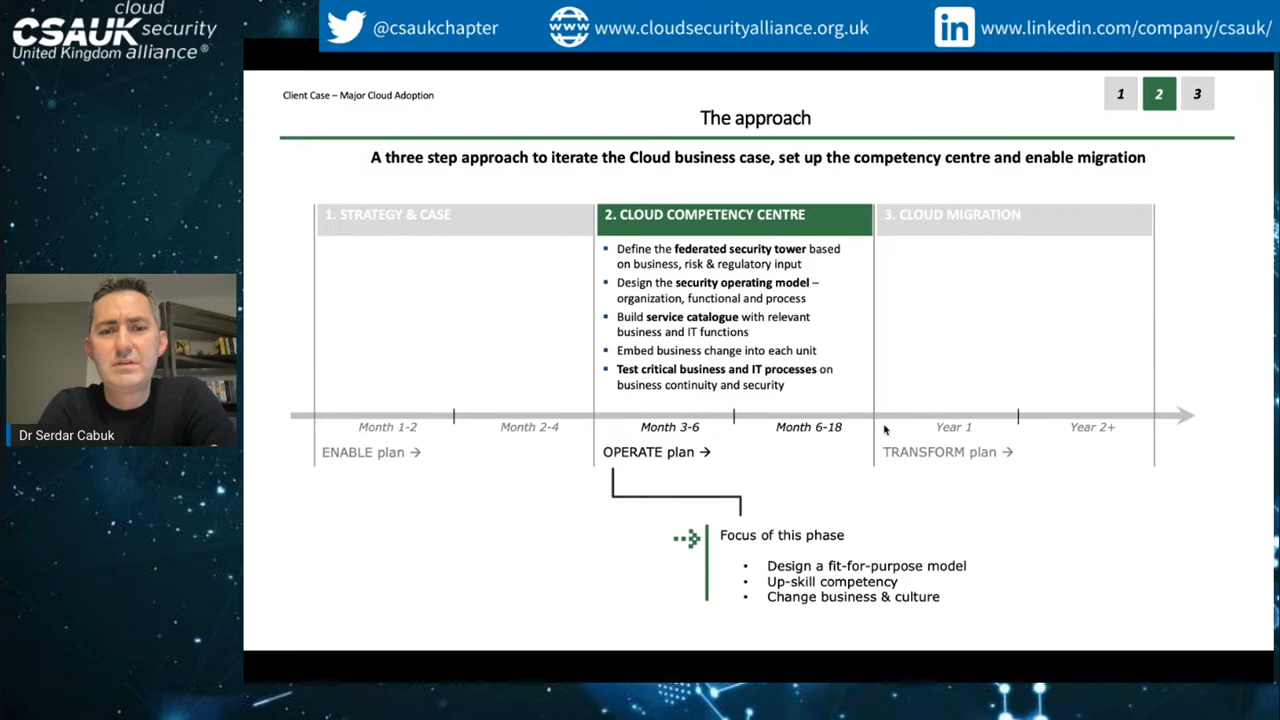 cloud
CSAUK security
United Kingdom alliance®
@csaukchapter
www.cloudsecurityalliance.org.uk
in www.linkedin.com/company/csauk/
Client Case – Major Cloud Adoption
1 2 3
The approach
A three step approach to iterate the Cloud business case, set up the competency centre and enable migration
1. STRATEGY & CASE
2. CLOUD COMPETENCY CENTRE
3. CLOUD MIGRATION
▪ Define the federated security tower based
on business, risk & regulatory input
▪ Design the security operating model –
organization, functional and process
▪ Build service catalogue with relevant
business and IT functions
▪ Embed business change into each unit
▪ Test critical business and IT processes on
business continuity and security
Month 1-2
Month 2-4
Month 3-6
Month 6-18
Year 1
Year 2+
ENABLE plan →
OPERATE plan →
TRANSFORM plan →
Focus of this phase
• Design a fit-for-purpose model
• Up-skill competency
• Change business & culture
Dr Serdar Cabuk